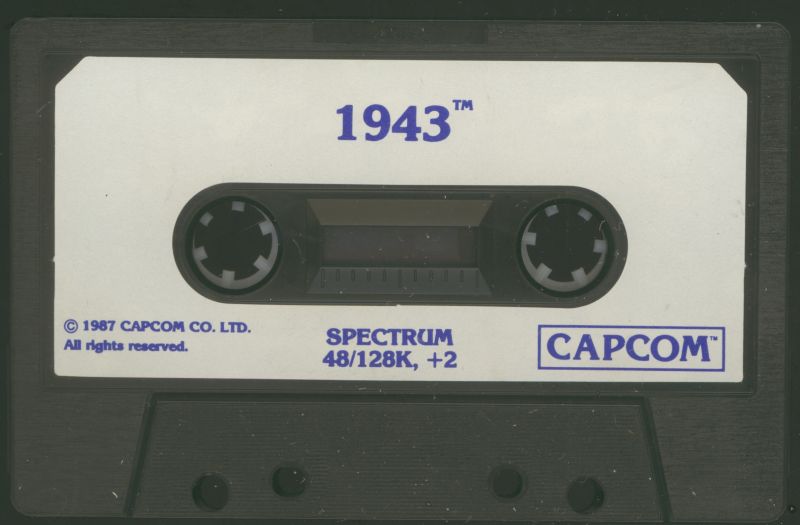 1943™
© 1987 CAPCOM CO. LTD.
All rights reserved.
SPECTRUM
48/128K, +2
CAPCOM™